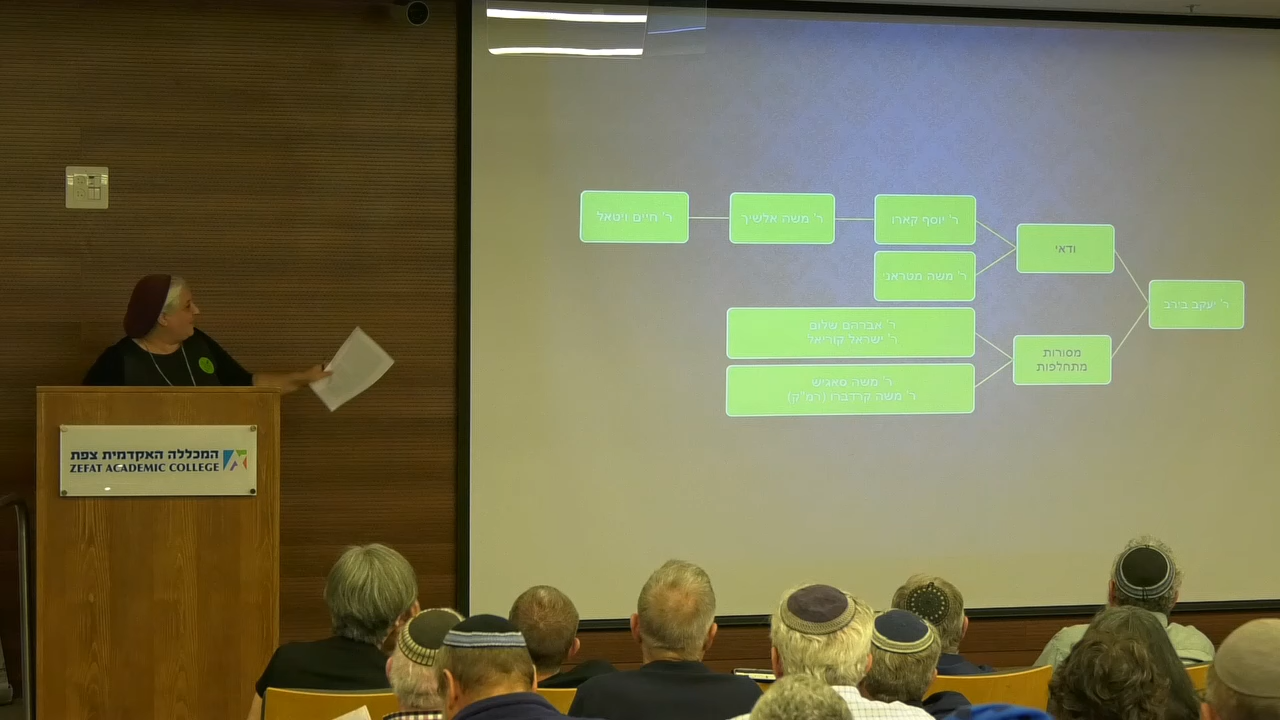 ר' יעקב בירב
ודאי
ר' יוסף קארו
ר' משה אלשיך
ר' חיים ויטאל
ר' משה מטראני
מסורות
מתחלפות
ר' אברהם שלום
ר' ישראל קוריאל
ר' משה סאגיש
ר' משה קרדברו (רמ"ק)
המכללה האקדמית צפת
ZEFAT ACADEMIC COLLEGE